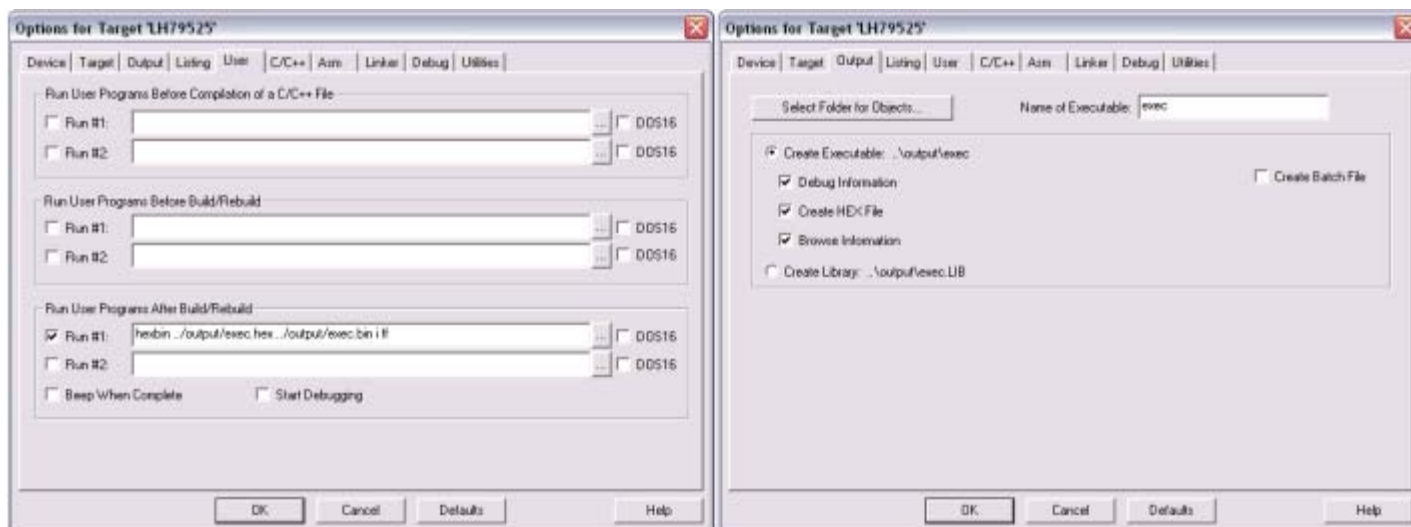 Options for Target 'LH79525'
Device Target Output Listing User C/C++ Asm Linker Debug Utilities
Run User Programs Before Compilation of a C/C++ File
Run #1: ... DOS16
Run #2: ... DOS16
Run User Programs Before Build/Rebuild
Run #1: ... DOS16
Run #2: ... DOS16
Run User Programs After Build/Rebuild
Run #1: hexbin ../output/exec.hex ../output/exec.bin i ... DOS16
Run #2: ... DOS16
Beep When Complete Start Debugging
OK Cancel Defaults Help
Options for Target 'LH79525'
Device Target Output Listing User C/C++ Asm Linker Debug Utilities
Select Folder for Objects... Name of Executable: exec
Create Executable: ..\output\exec
Debug Information Create Batch File
Create HEX File
Browse Information
Create Library: ..\output\exec.LIB
OK Cancel Defaults Help